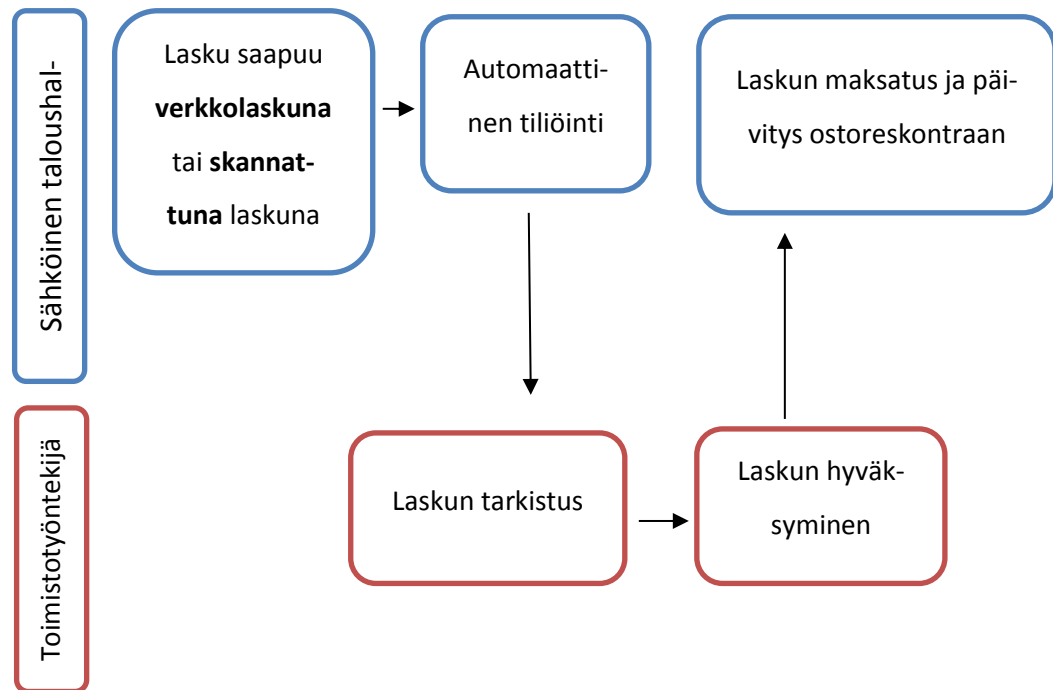 Sähköinen taloushal-
Lasku saapuu
verkkolaskuna
tai skannat-
tuna laskuna
Automaatti-
nen tiliöinti
Laskun maksatus ja päi-
vitys ostoreskontraan
Toimistotyöntekijä
Laskun tarkistus
Laskun hyväk-
syminen